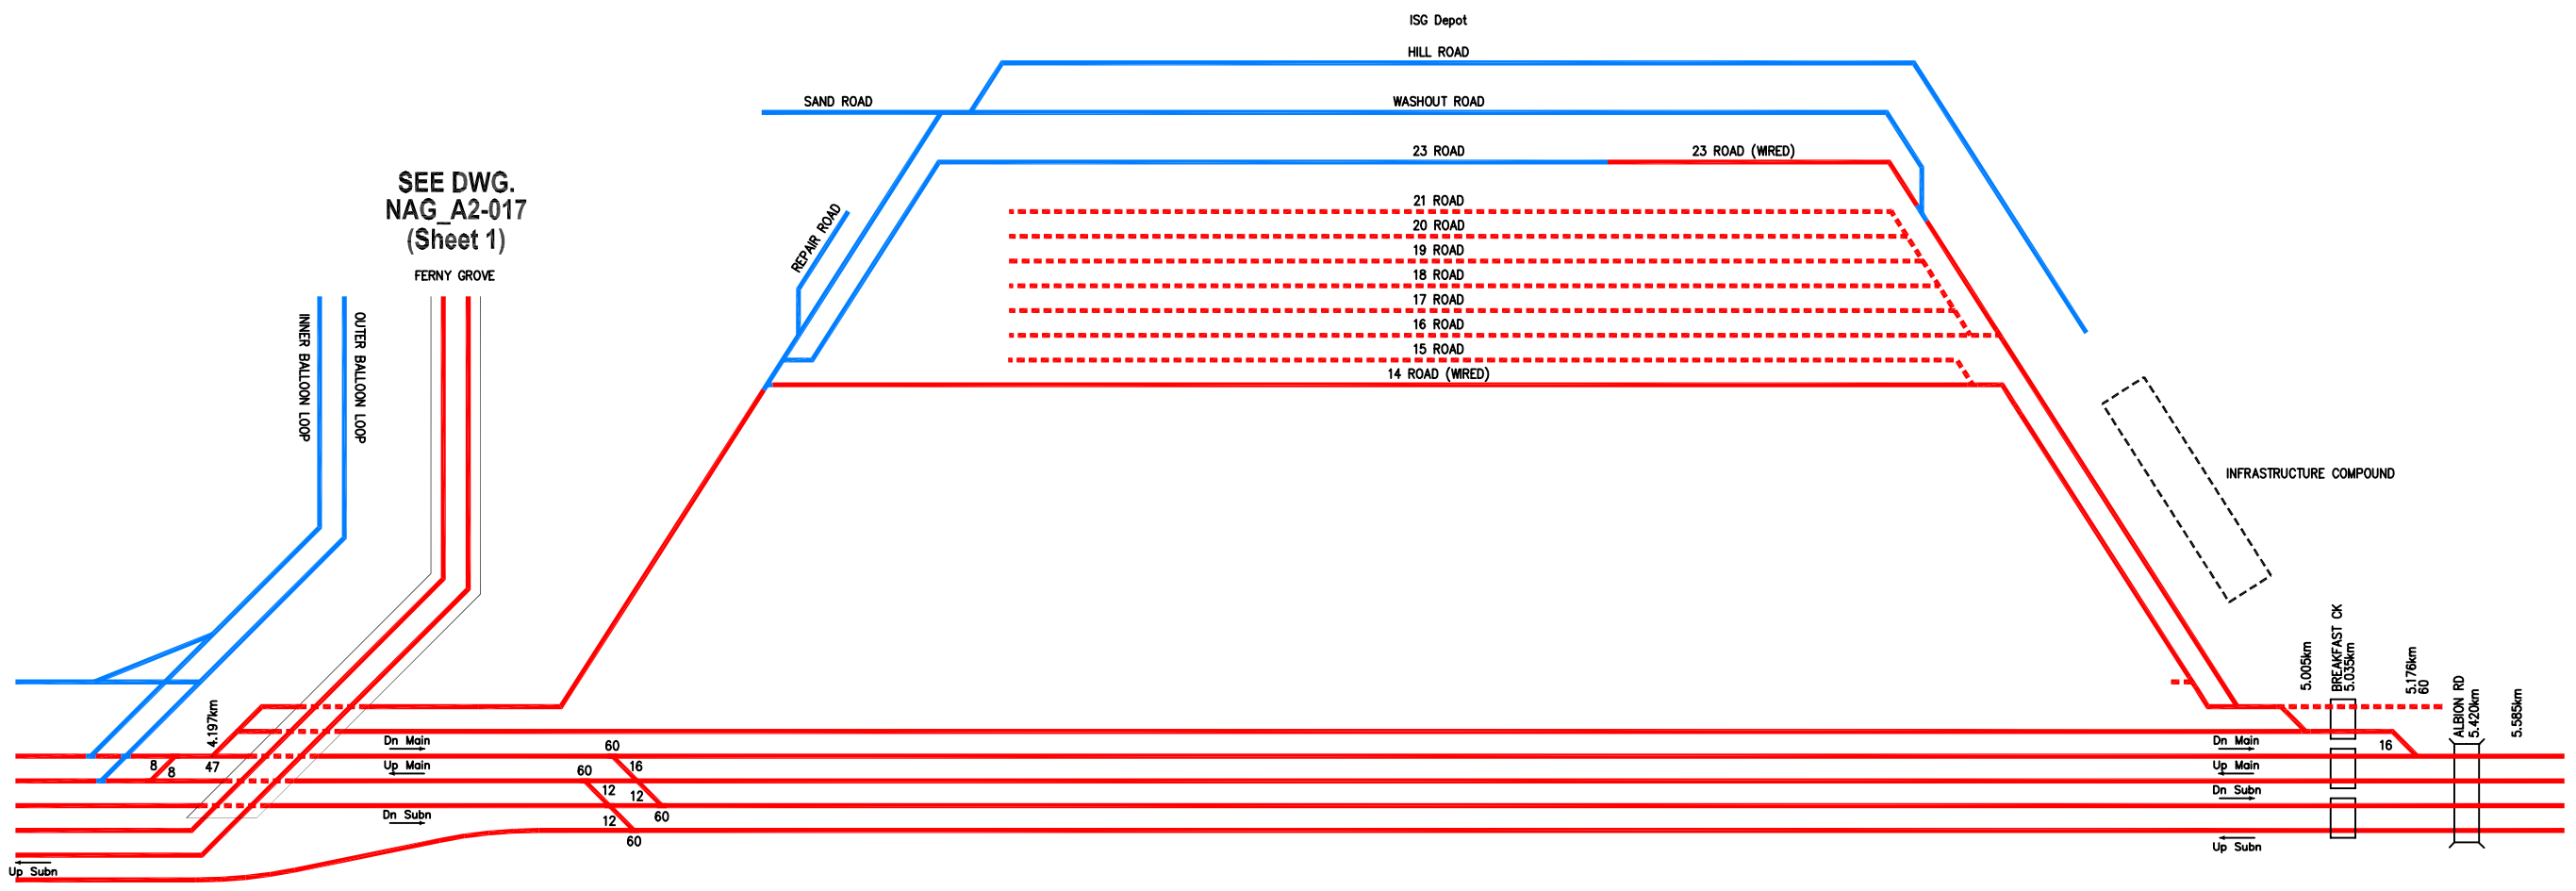 ISG Depot
HILL ROAD
SAND ROAD
WASHOUT ROAD
23 ROAD
23 ROAD (WIRED)
SEE DWG.
NAG_A2-017
(Sheet 1)
FERNY GROVE
REPAIR ROAD
21 ROAD
20 ROAD
19 ROAD
18 ROAD
17 ROAD
16 ROAD
15 ROAD
14 ROAD (WIRED)
INNER BALLOON LOOP
OUTER BALLOON LOOP
INFRASTRUCTURE COMPOUND
4.197km
5.005km
BREAKFAST CK
5.035km
5.176km
60
ALBION RD
5.420km
5.585km
Dn Main
60
Dn Main
16
8
8
47
Up Main
60
16
Up Main
12
12
Dn Subn
Dn Subn
12
60
60
Up Subn
Up Subn